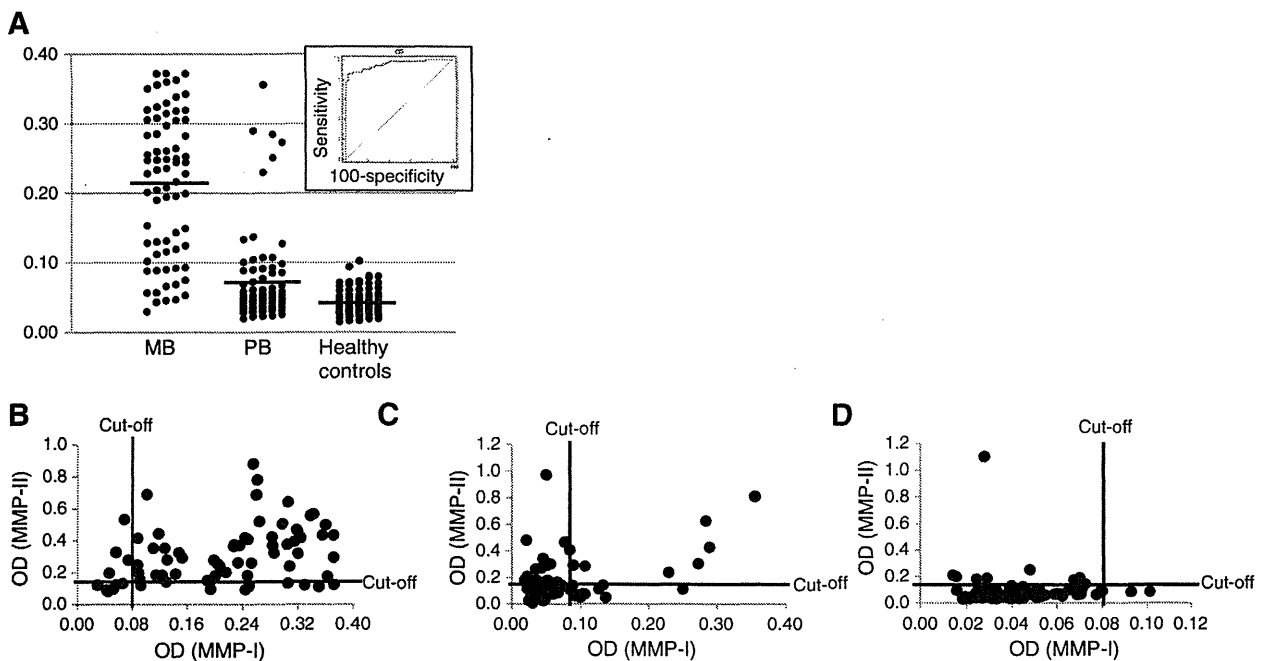 A
0.40
0.30
0.20
0.10
0.00
MB
PB
Healthy
controls
Sensitivity
100-specificity
B
Cut-off
1.0
0.8
0.6
0.4
0.2
0.0
OD (MMP-II)
Cut-off
0.00 0.08 0.16 0.24 0.32 0.40
OD (MMP-I)
C
Cut-off
1.2
1.0
0.8
0.6
0.4
0.2
0.0
OD (MMP-II)
Cut-off
0.00 0.10 0.20 0.30 0.40
OD (MMP-I)
D
Cut-off
1.2
1.0
0.8
0.6
0.4
0.2
0.0
OD (MMP-II)
Cut-off
0.00 0.02 0.04 0.06 0.08 0.10 0.12
OD (MMP-I)